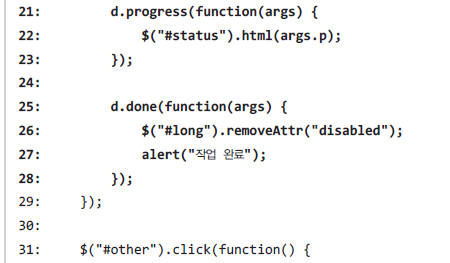 21:         d.progress(function(args) {
22:             $("#status").html(args.p);
23:         });
24:
25:         d.done(function(args) {
26:             $("#long").removeAttr("disabled");
27:             alert("작업 완료");
28:         });
29:     });
30:
31:     $("#other").click(function() {